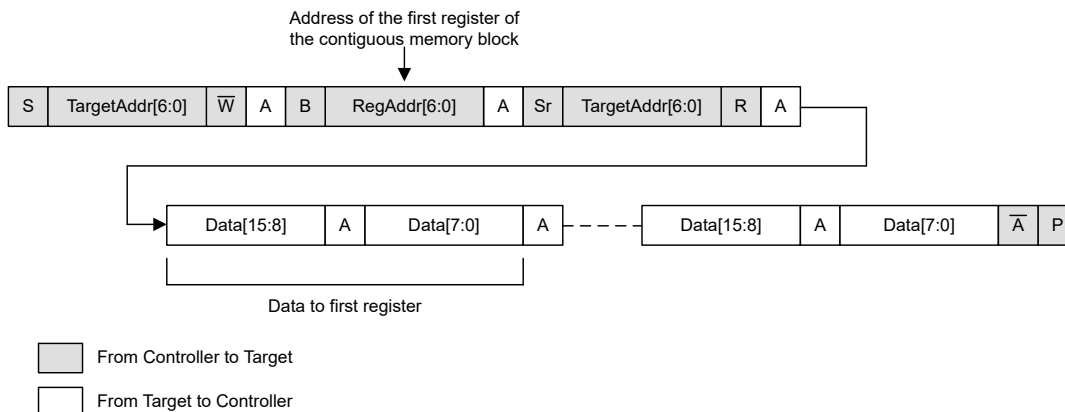 Address of the first register of
the contiguous memory block
S TargetAddr[6:0] W̅ A B RegAddr[6:0] A Sr TargetAddr[6:0] R A
Data[15:8] A Data[7:0] A Data[15:8] A Data[7:0] A̅ P
Data to first register
From Controller to Target
From Target to Controller